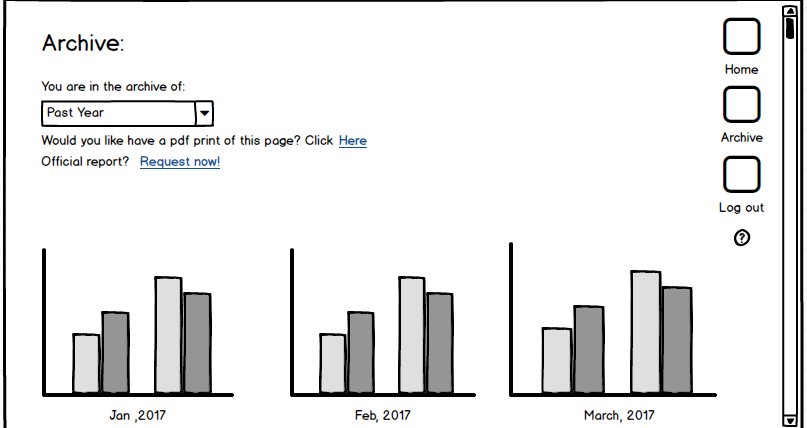 Archive:
You are in the archive of:
Past Year
Would you like have a pdf print of this page? Click Here
Official report? Request now!
Home
Archive
Log out
?
Jan ,2017
Feb, 2017
March, 2017